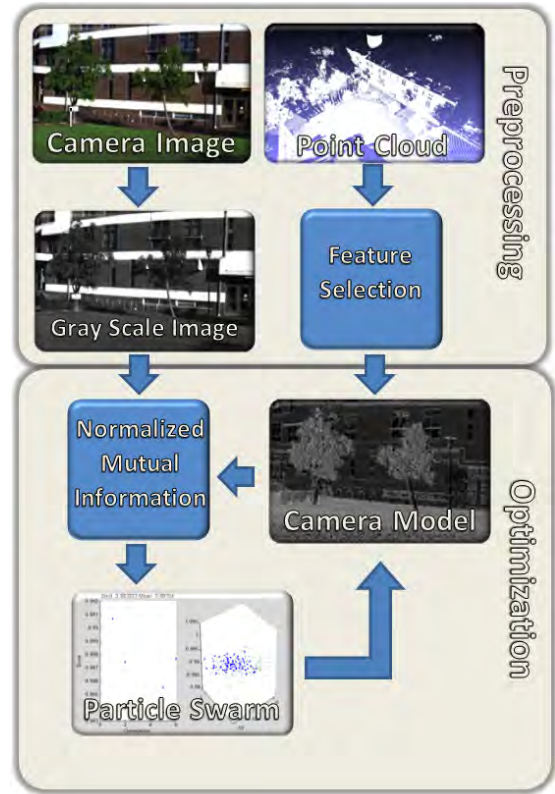 Camera Image
Point Cloud
Preprocessing
Gray Scale Image
Feature
Selection
Normalized
Mutual
Information
Camera Model
Optimization
Particle Swarm